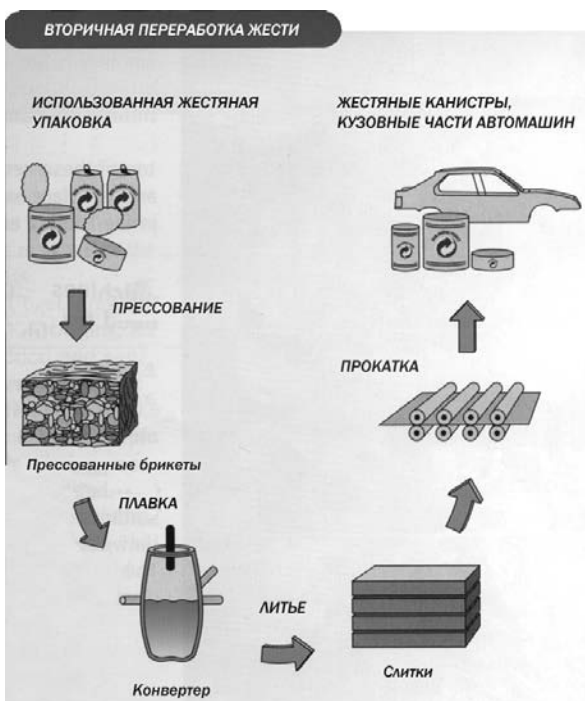 ВТОРИЧНАЯ ПЕРЕРАБОТКА ЖЕСТИ
ИСПОЛЬЗОВАННАЯ ЖЕСТЯНАЯ
УПАКОВКА
ЖЕСТЯНЫЕ КАНИСТРЫ,
КУЗОВНЫЕ ЧАСТИ АВТОМАШИН
ПРЕССОВАНИЕ
ПРОКАТКА
Прессованные брикеты
ПЛАВКА
ЛИТЬЕ
Слитки
Конвертер